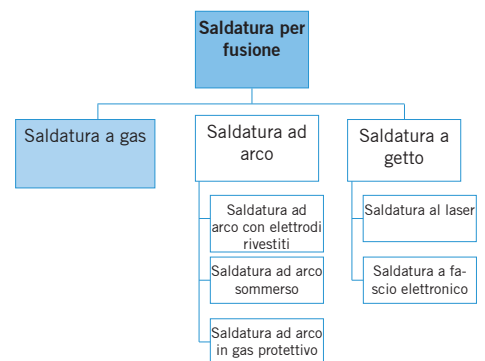 Saldatura per
fusione
Saldatura a gas
Saldatura ad
arco
Saldatura a
getto
Saldatura ad
arco con elettrodi
rivestiti
Saldatura al laser
Saldatura ad arco
sommerso
Saldatura a fa-
scio elettronico
Saldatura ad arco
in gas protettivo